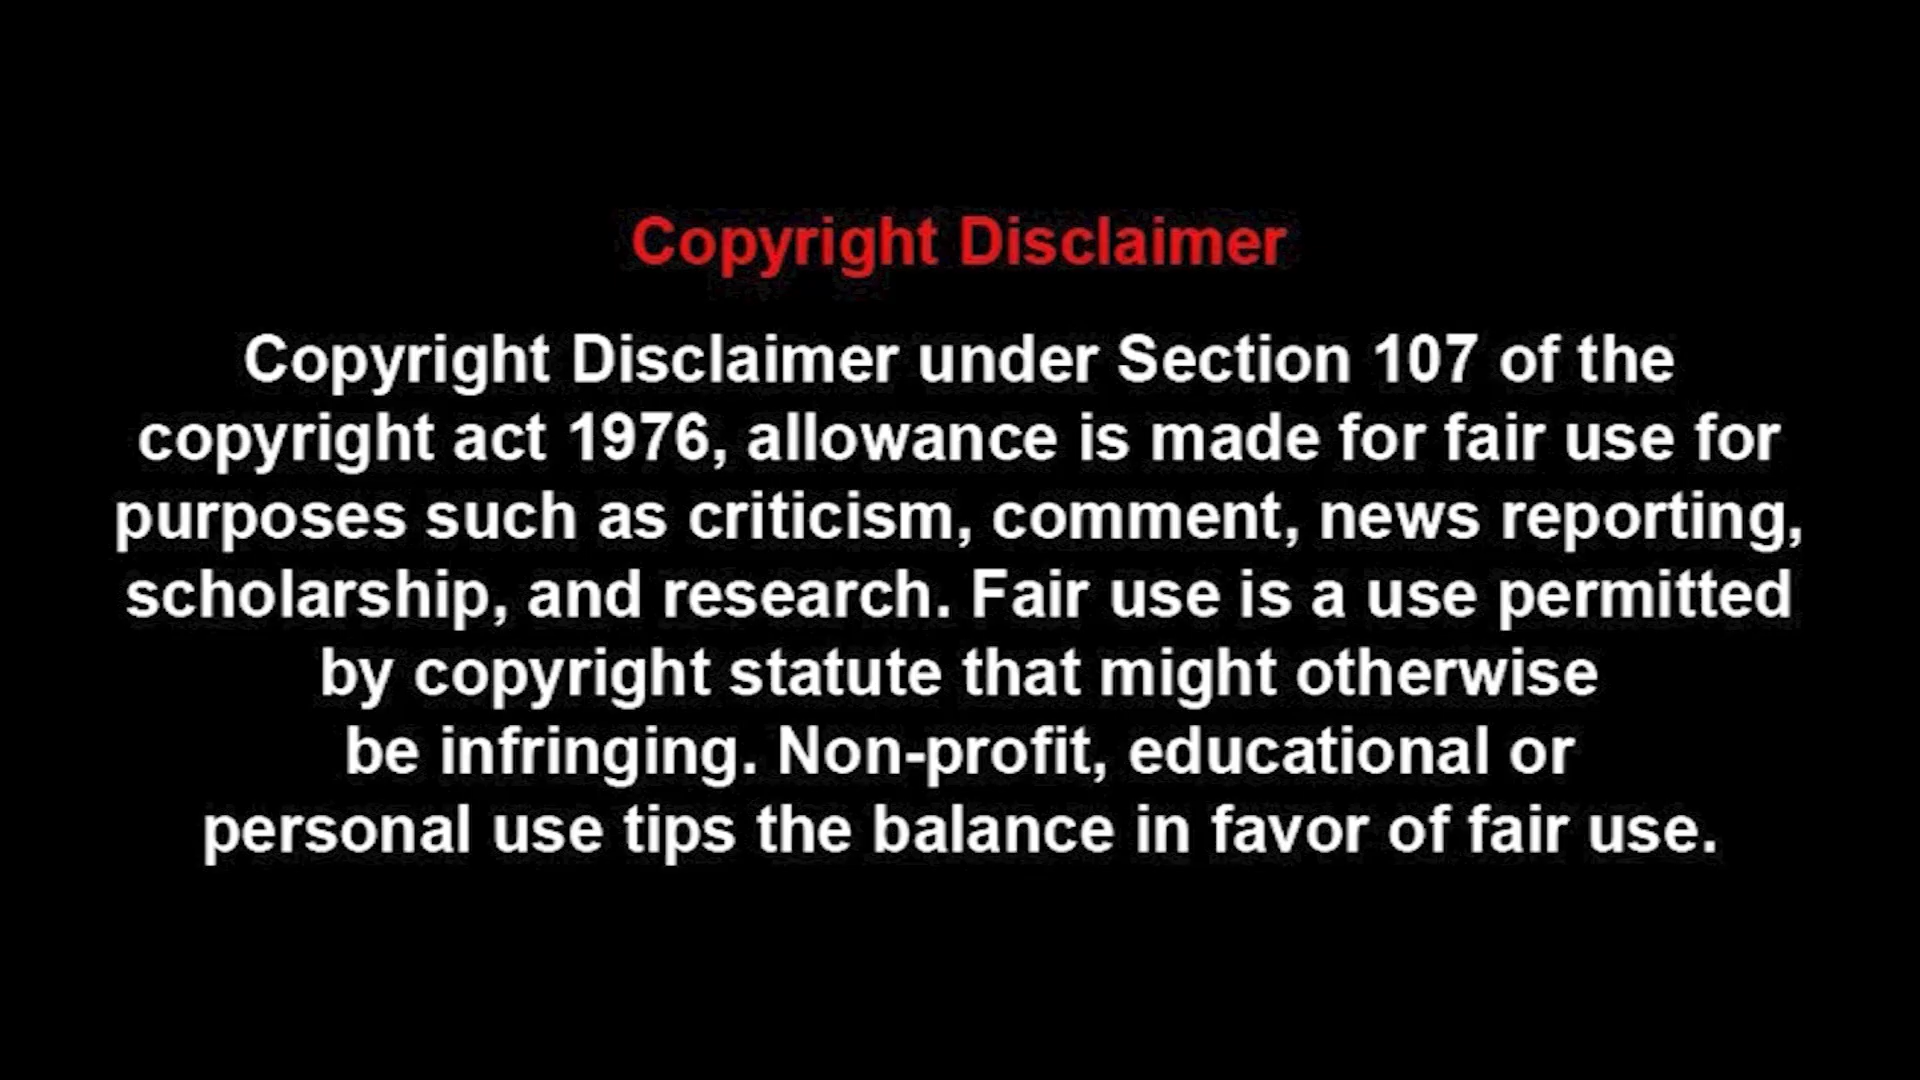 Copyright Disclaimer
Copyright Disclaimer under Section 107 of the
copyright act 1976, allowance is made for fair use for
purposes such as criticism, comment, news reporting,
scholarship, and research. Fair use is a use permitted
by copyright statute that might otherwise
be infringing. Non-profit, educational or
personal use tips the balance in favor of fair use.